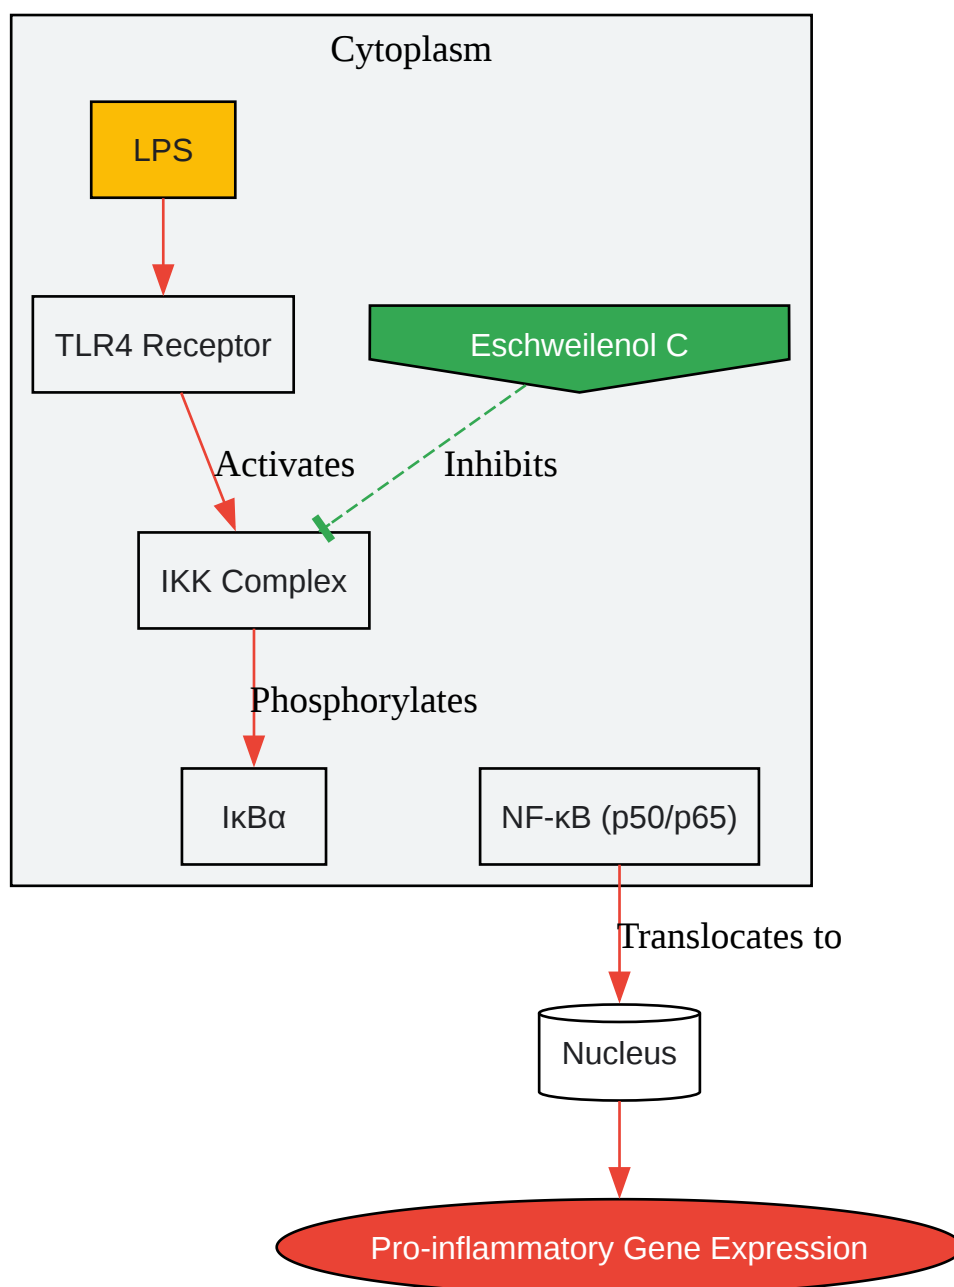 Cytoplasm
LPS
TLR4 Receptor
Eschweilenol C
Activates
Inhibits
IKK Complex
Phosphorylates
IκBα
NF-κB (p50/p65)
Translocates to
Nucleus
Pro-inflammatory Gene Expression